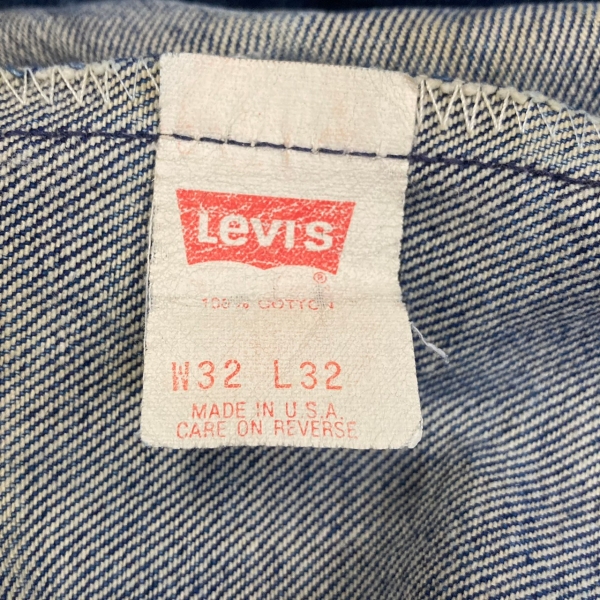 Levi's
®
100% COTTON
W32 L32
MADE IN U.S.A.
CARE ON REVERSE